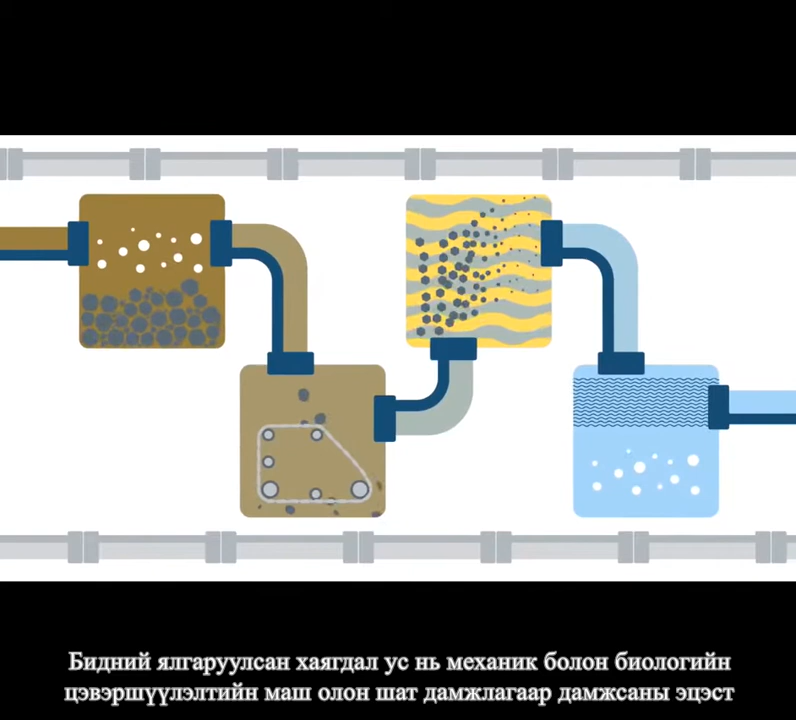 Бидний ялгаруулсан хаягдал ус нь механик болон биологийн
цэвэршүүлэлтийн маш олон шат дамжлагаар дамжсаны эцэст